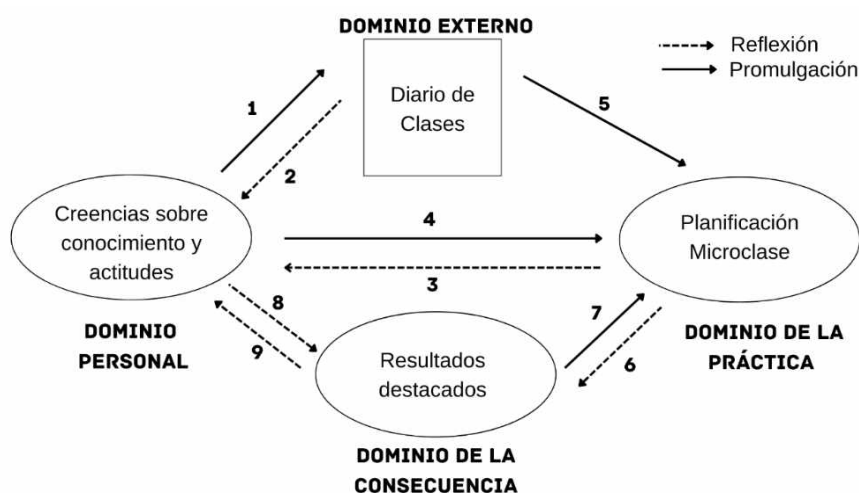 DOMINIO EXTERNO
Reflexión
Promulgación
1
Diario de
Clases
5
2
Creencias sobre
conocimiento y
actitudes
4
Planificación
Microclase
3
8
7
DOMINIO
PERSONAL
9
Resultados
destacados
6
DOMINIO DE LA
PRÁCTICA
DOMINIO DE LA
CONSECUENCIA